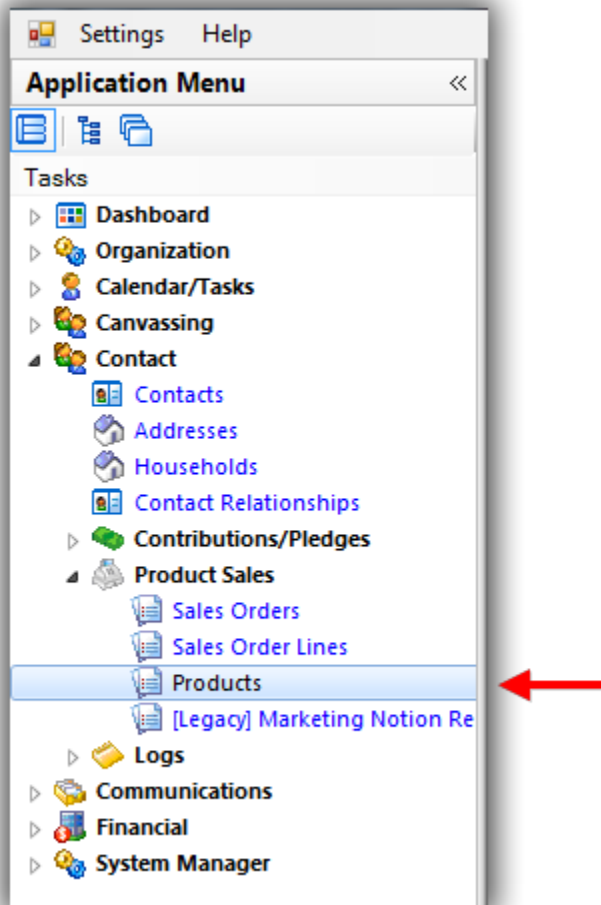 Settings Help
Application Menu
Tasks
Dashboard
Organization
Calendar/Tasks
Canvassing
Contact
Contacts
Addresses
Households
Contact Relationships
Contributions/Pledges
Product Sales
Sales Orders
Sales Order Lines
Products
[Legacy] Marketing Notion Re
Logs
Communications
Financial
System Manager